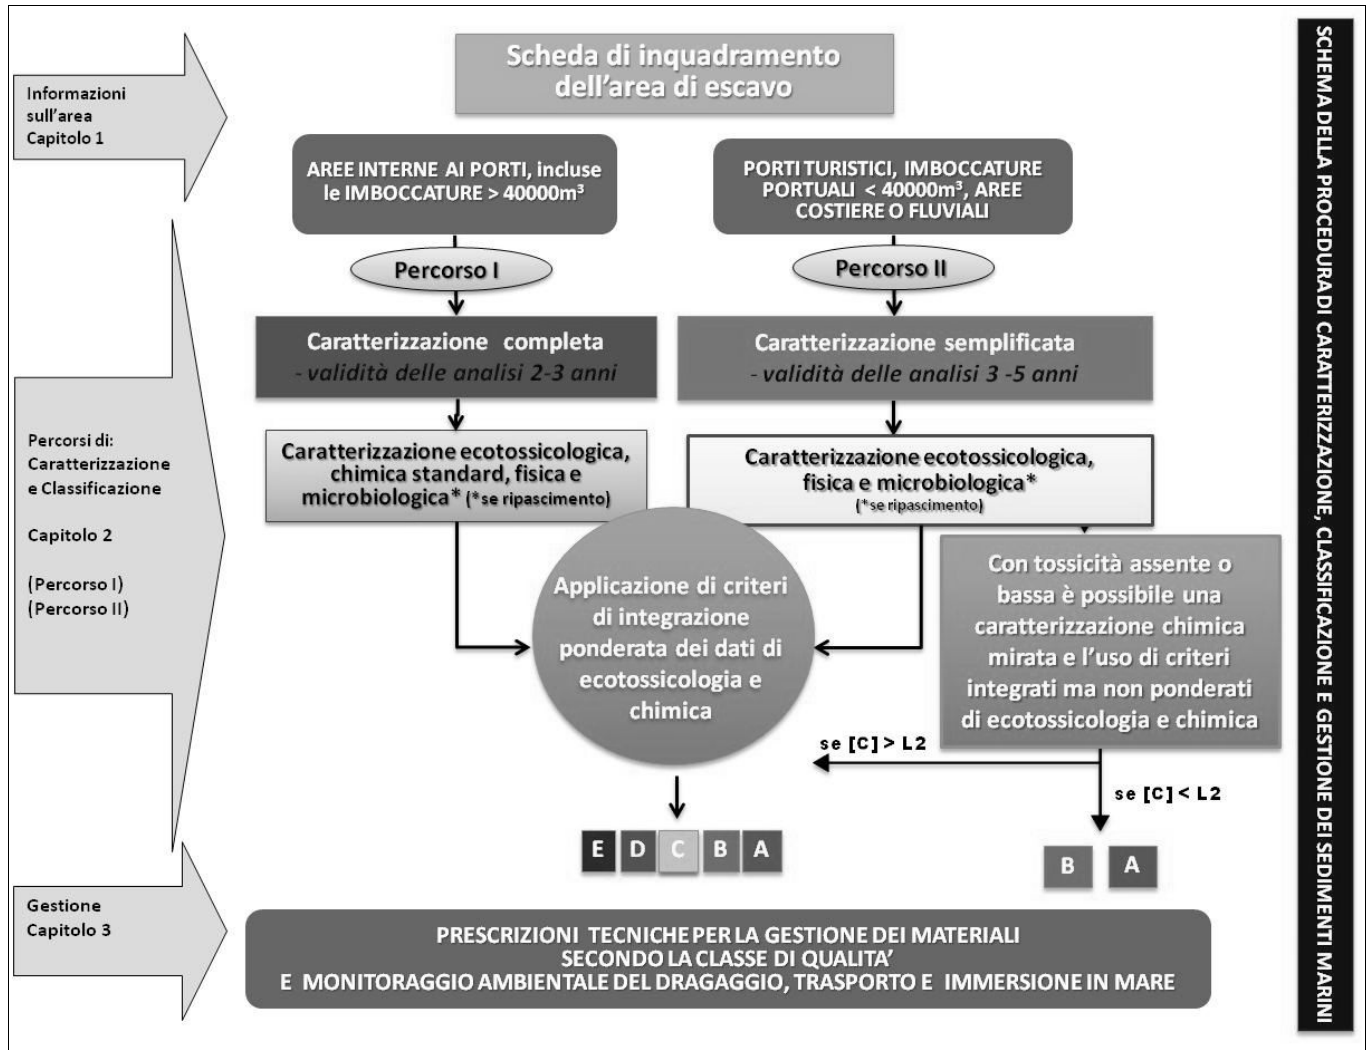 Scheda di inquadramento
dell'area di escavo
Informazioni
sull'area
Capitolo 1
AREE INTERNE AI PORTI, incluse
le IMBOCCATURE > 40000m³
PORTI TURISTICI, IMBOCCATURE
PORTUALI < 40000m³, AREE
COSTIERE O FLUVIALI
Percorso I
Percorso II
Caratterizzazione completa
- validità delle analisi 2-3 anni
Caratterizzazione semplificata
- validità delle analisi 3 -5 anni
Percorsi di:
Caratterizzazione
e Classificazione
Capitolo 2
(Percorso I)
(Percorso II)
Caratterizzazione ecotossicologica,
chimica standard, fisica e
microbiologica* (*se ripascimento)
Caratterizzazione ecotossicologica,
fisica e microbiologica*
(*se ripascimento)
Applicazione di criteri
di integrazione
ponderata dei dati di
ecotossicologia e
chimica
Con tossicità assente o
bassa è possibile una
caratterizzazione chimica
mirata e l'uso di criteri
integrati ma non ponderati
di ecotossicologia e chimica
se [C] > L2
se [C] < L2
E D C B A
B A
Gestione
Capitolo 3
PRESCRIZIONI TECNICHE PER LA GESTIONE DEI MATERIALI
SECONDO LA CLASSE DI QUALITA'
E MONITORAGGIO AMBIENTALE DEL DRAGAGGIO, TRASPORTO E IMMERSIONE IN MARE
SCHEMA DELLA PROCEDURA DI CARATTERIZZAZIONE, CLASSIFICAZIONE E GESTIONE DEI SEDIMENTI MARINI